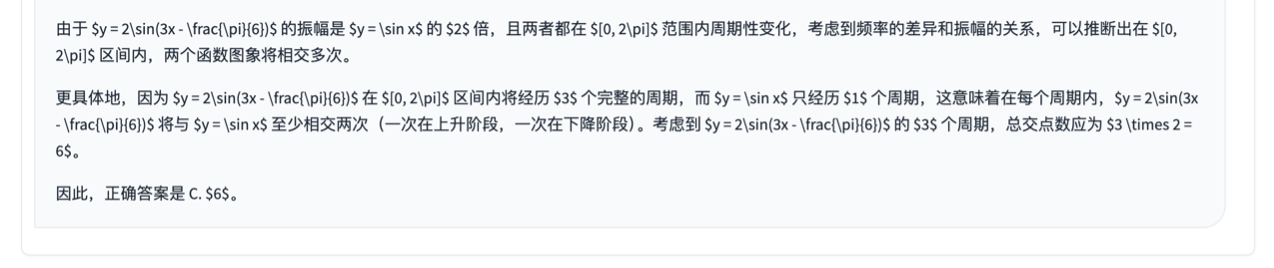 由于 $y = 2\sin(3x - \frac{\pi}{6})$ 的振幅是 $y = \sin x$ 的 $2$ 倍，且两者都在 $[0, 2\pi]$ 范围内周期性变化，考虑到频率的差异和振幅的关系，可以推断出在 $[0,
2\pi]$ 区间内，两个函数图象将相交多次。
更具体地，因为 $y = 2\sin(3x - \frac{\pi}{6})$ 在 $[0, 2\pi]$ 区间内将经历 $3$ 个完整的周期，而 $y = \sin x$ 只经历 $1$ 个周期，这意味着在每个周期内，$y = 2\sin(3x
- \frac{\pi}{6})$ 将与 $y = \sin x$ 至少相交两次（一次在上升阶段，一次在下降阶段）。考虑到 $y = 2\sin(3x - \frac{\pi}{6})$ 的 $3$ 个周期，总交点数应为 $3 \times 2 =
6$。
因此，正确答案是 C. $6$。